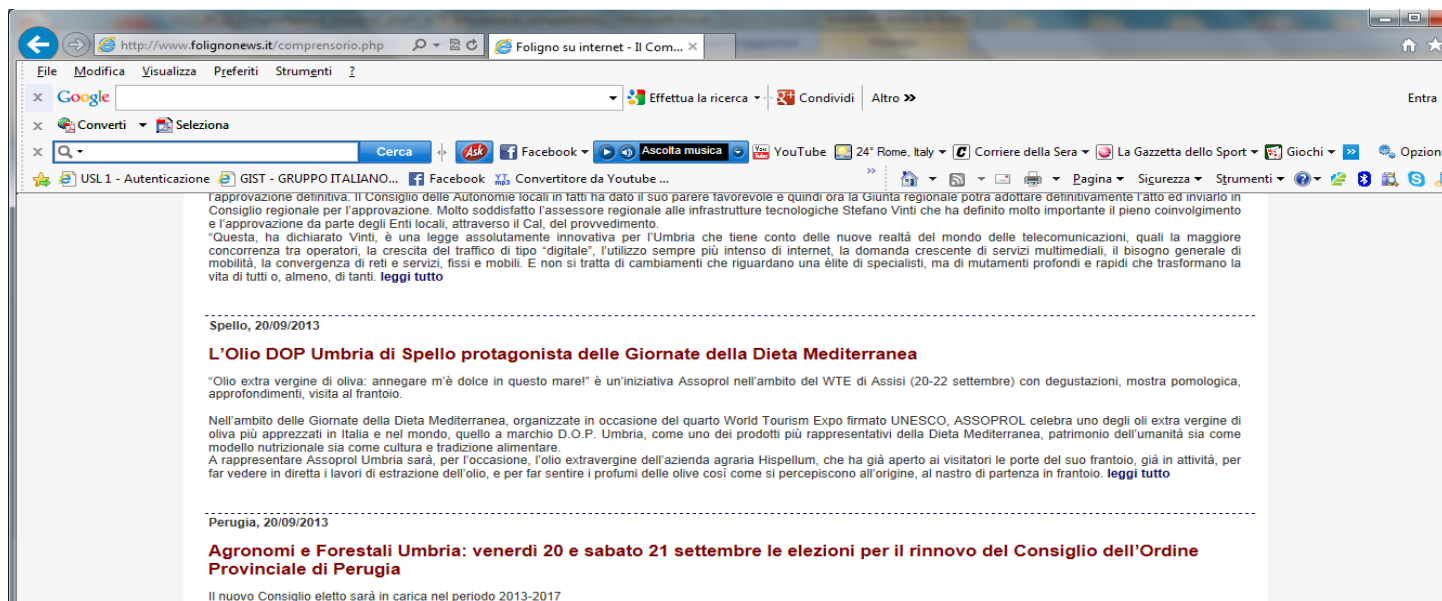 http://www.folignonews.it/comprensorio.php
Foligno su internet - Il Com...
File Modifica Visualizza Preferiti Strumenti ?
Google
Effettua la ricerca
Condividi
Altro »
Entra
Converti
Seleziona
Cerca
Ask
Facebook
Ascolta musica
YouTube
24° Rome, Italy
Corriere della Sera
La Gazzetta dello Sport
Giochi
Opzion
USL 1 - Autenticazione
GIST - GRUPPO ITALIANO...
Facebook
Convertitore da Youtube ...
Pagina
Sicurezza
Strumenti
l'approvazione definitiva. Il Consiglio delle Autonomie locali in fatti ha dato il suo parere favorevole e quindi ora la Giunta regionale potrà adottare definitivamente l'atto ed inviarlo in
Consiglio regionale per l'approvazione. Molto soddisfatto l'assessore regionale alle infrastrutture tecnologiche Stefano Vinti che ha definito molto importante il pieno coinvolgimento
e l'approvazione da parte degli Enti locali, attraverso il Cal, del provvedimento.
"Questa, ha dichiarato Vinti, è una legge assolutamente innovativa per l'Umbria che tiene conto delle nuove realtà del mondo delle telecomunicazioni, quali la maggiore
concorrenza tra operatori, la crescita del traffico di tipo "digitale", l'utilizzo sempre più intenso di internet, la domanda crescente di servizi multimediali, il bisogno generale di
mobilità, la convergenza di reti e servizi, fissi e mobili. E non si tratta di cambiamenti che riguardano una élite di specialisti, ma di mutamenti profondi e rapidi che trasformano la
vita di tutti o, almeno, di tanti. leggi tutto
Spello, 20/09/2013
L'Olio DOP Umbria di Spello protagonista delle Giornate della Dieta Mediterranea
"Olio extra vergine di oliva: annegare m'è dolce in questo mare!" è un'iniziativa Assoprol nell'ambito del WTE di Assisi (20-22 settembre) con degustazioni, mostra pomologica,
approfondimenti, visita al frantoio.
Nell'ambito delle Giornate della Dieta Mediterranea, organizzate in occasione del quarto World Tourism Expo firmato UNESCO, ASSOPROL celebra uno degli oli extra vergine di
oliva più apprezzati in Italia e nel mondo, quello a marchio D.O.P. Umbria, come uno dei prodotti più rappresentativi della Dieta Mediterranea, patrimonio dell'umanità sia come
modello nutrizionale sia come cultura e tradizione alimentare.
A rappresentare Assoprol Umbria sarà, per l'occasione, l'olio extravergine dell'azienda agraria Hispellum, che ha già aperto ai visitatori le porte del suo frantoio, già in attività, per
far vedere in diretta i lavori di estrazione dell'olio, e per far sentire i profumi delle olive così come si percepiscono all'origine, al nastro di partenza in frantoio. leggi tutto
Perugia, 20/09/2013
Agronomi e Forestali Umbria: venerdì 20 e sabato 21 settembre le elezioni per il rinnovo del Consiglio dell'Ordine
Provinciale di Perugia
Il nuovo Consiglio eletto sarà in carica nel periodo 2013-2017